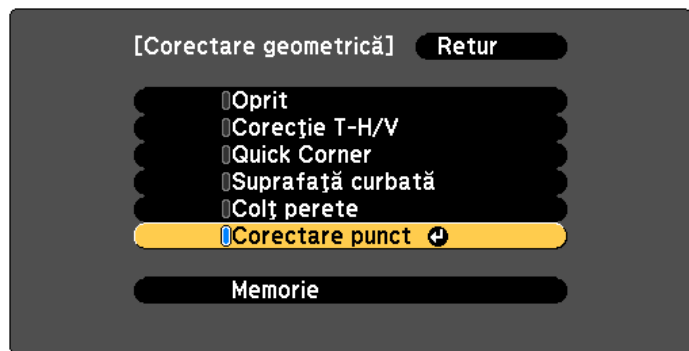 [Corectare geometrică] Retur
Oprit
Corecţie T-H/V
Quick Corner
Suprafaţă curbată
Colţ perete
Corectare punct
Memorie